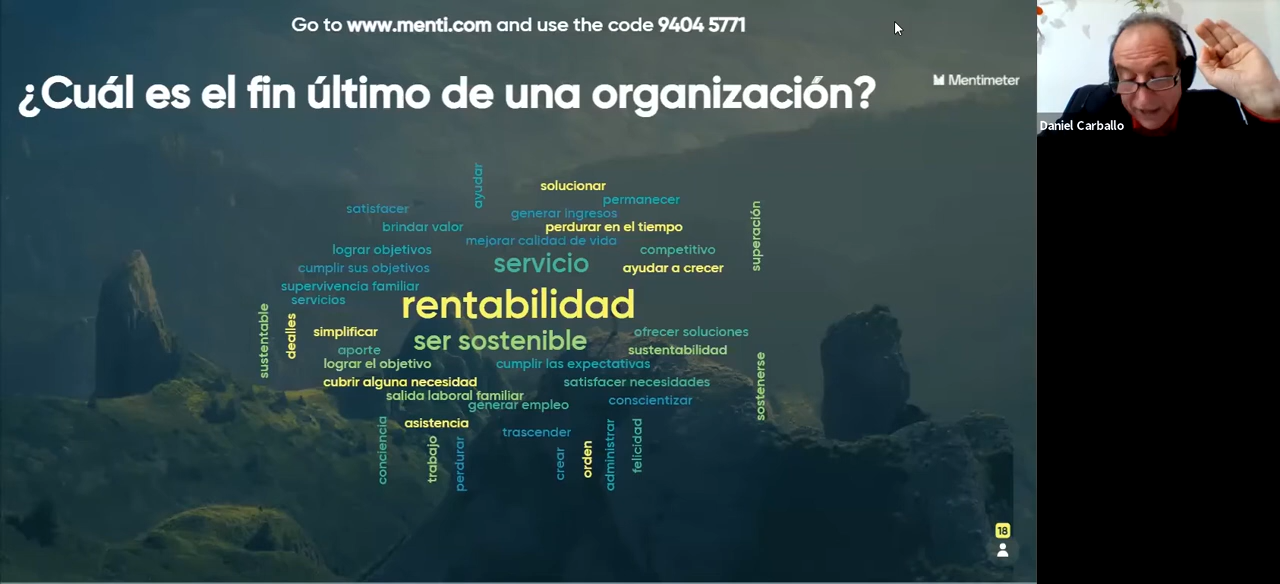 Go to www.menti.com and use the code 9404 5771
¿Cuál es el fin último de una organización?
Mentimeter
Daniel Carballo
ayudar
solucionar
permanecer
satisfacer
generar ingresos
brindar valor
perdurar en el tiempo
superación
mejorar calidad de vida
lograr objetivos
competitivo
servicio
cumplir sus objetivos
ayudar a crecer
supervivencia familiar
servicios
rentabilidad
sustentable
dealles
simplificar
ofrecer soluciones
ser sostenible
aporte
sustentabilidad
lograr el objetivo
cumplir las expectativas
sostenerse
cubrir alguna necesidad
satisfacer necesidades
salida laboral familiar
conscientizar
generar empleo
asistencia
trascender
conciencia
trabajo
perdurar
crear
orden
administrar
felicidad
18